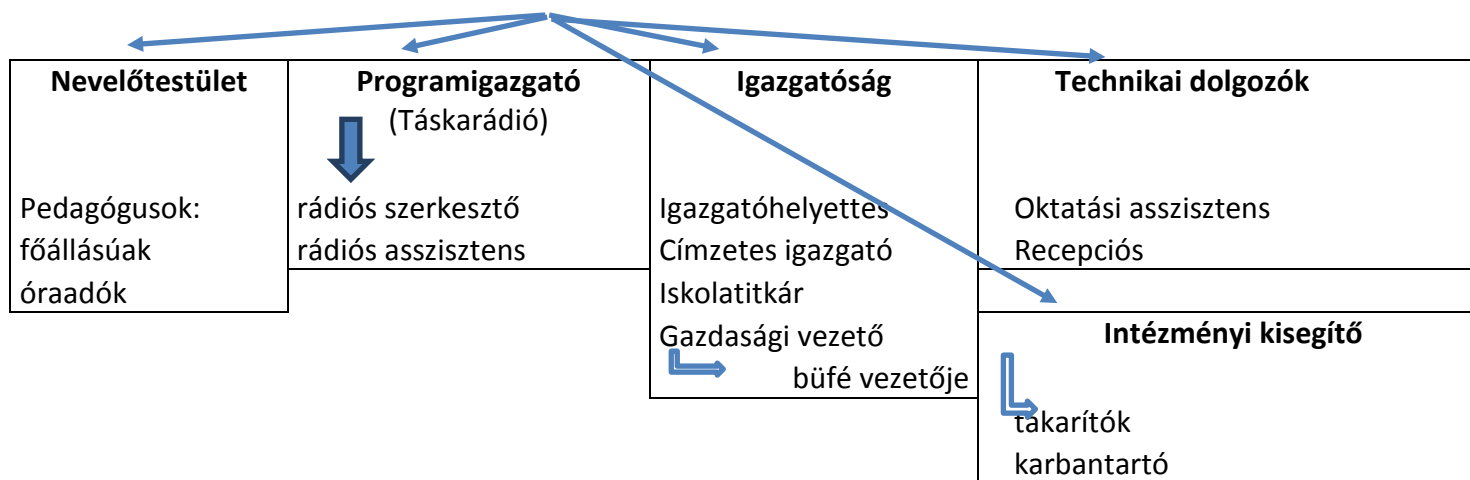 Nevelőtestület
Pedagógusok:
főállásúak
óraadók
Programigazgató
(Táskarádió)
rádiós szerkesztő
rádiós asszisztens
Igazgatóság
Igazgatóhelyettes
Címzetes igazgató
Iskolatitkár
Gazdasági vezető
büfé vezetője
Technikai dolgozók
Oktatási asszisztens
Recepciós
Intézményi kisegítő
takarítók
karbantartó